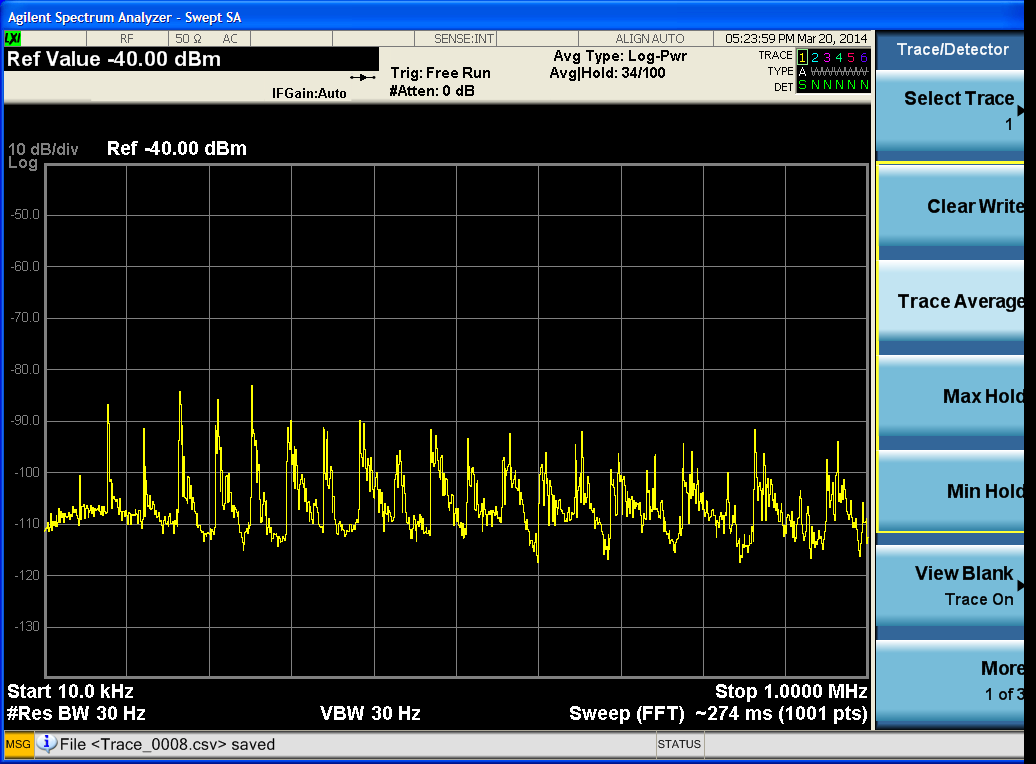 Agilent Spectrum Analyzer - Swept SA
LXI RF 50 Ω AC SENSE:INT ALIGN AUTO 05:23:59 PM Mar 20, 2014
Ref Value -40.00 dBm
IFGain:Auto
Trig: Free Run
#Atten: 0 dB
Avg Type: Log-Pwr
Avg|Hold: 34/100
TRACE 1 2 3 4 5 6
TYPE A WWWWW
DET S N N N N N
10 dB/div Ref -40.00 dBm
Log
-50.0
-60.0
-70.0
-80.0
-90.0
-100
-110
-120
-130
Start 10.0 kHz Stop 1.0000 MHz
#Res BW 30 Hz VBW 30 Hz Sweep (FFT) ~274 ms (1001 pts)
MSG File <Trace_0008.csv> saved STATUS
Trace/Detector
Select Trace
1
Clear Write
Trace Average
Max Hold
Min Hold
View Blank
Trace On
More
1 of 3